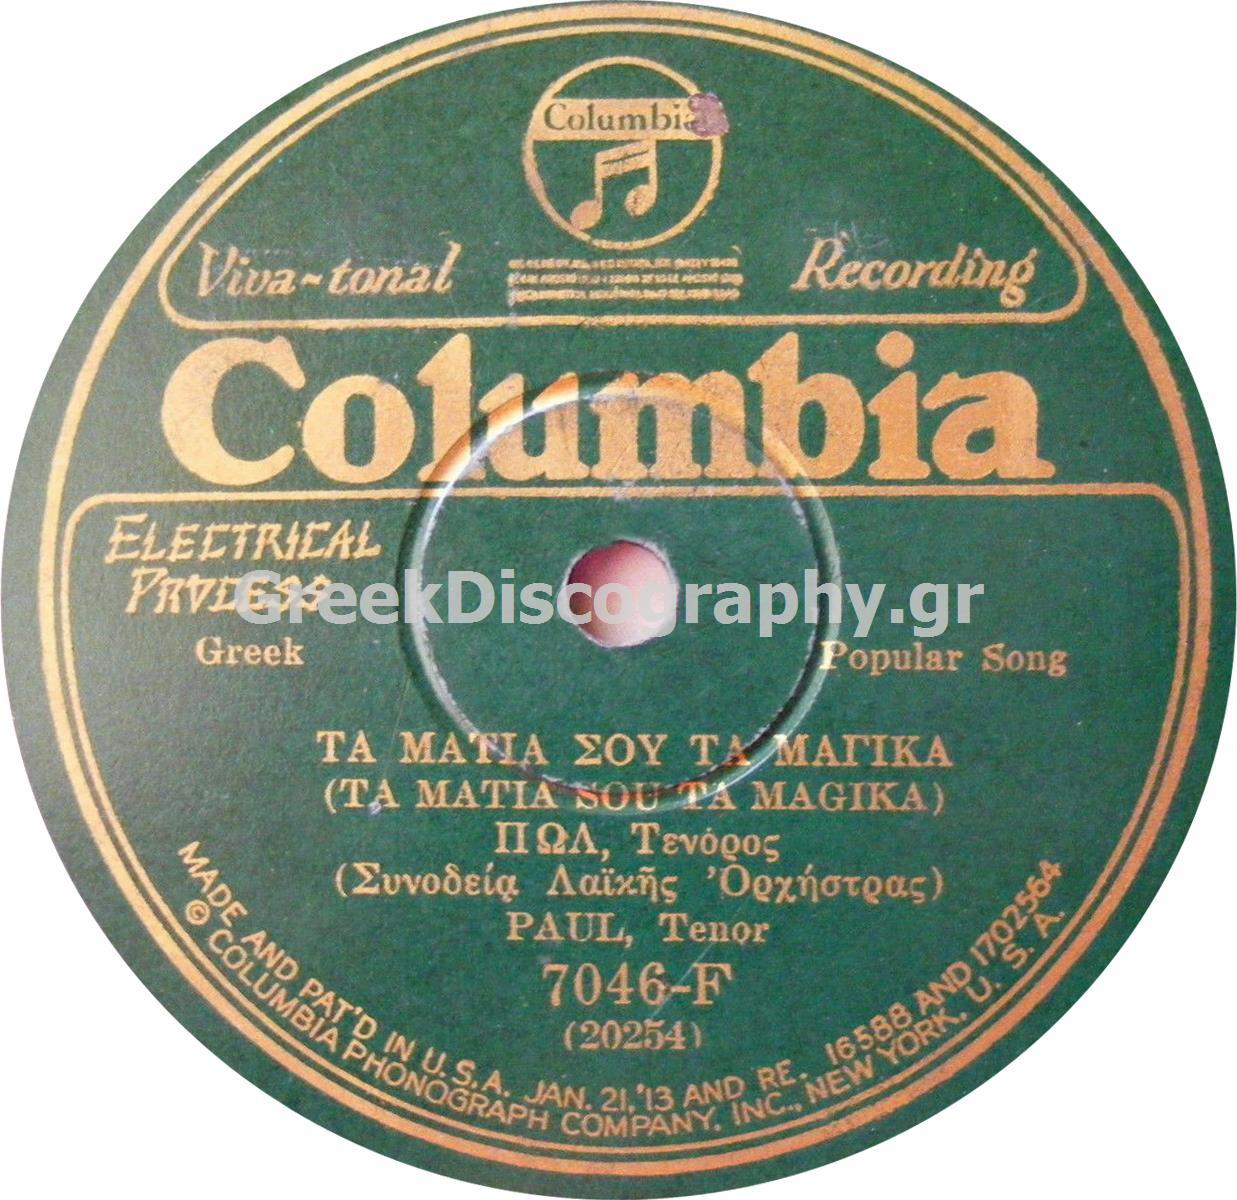 Columbia
Viva-tonal Recording
Columbia
ELECTRICAL
PROCESS
GreekDiscography.gr
Greek Popular Song
ΤΑ ΜΑΤΙΑ ΣΟΥ ΤΑ ΜΑΓΙΚΑ
(TA MATIA SOU TA MAGIKA)
ΠΩΛ, Τενόρος
(Συνοδείᾳ Λαϊκῆς Ὀρχήστρας)
PAUL, Tenor
7046-F
(20254)
MADE AND PAT'D IN U.S.A. JAN. 21,'13 AND RE. 16588 AND 1702564
© COLUMBIA PHONOGRAPH COMPANY, INC., NEW YORK, U. S. A.